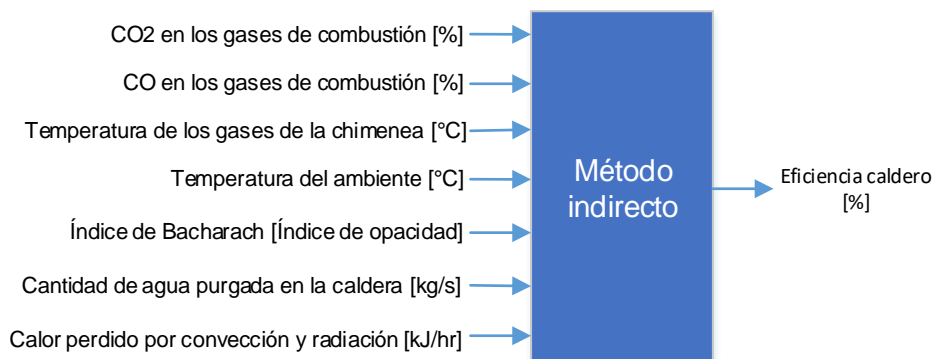 CO2 en los gases de combustión [%]
CO en los gases de combustión [%]
Temperatura de los gases de la chimenea [°C]
Temperatura del ambiente [°C]
Índice de Bacharach [Índice de opacidad]
Cantidad de agua purgada en la caldera [kg/s]
Calor perdido por convección y radiación [kJ/hr]
Método
indirecto
Eficiencia caldero
[%]